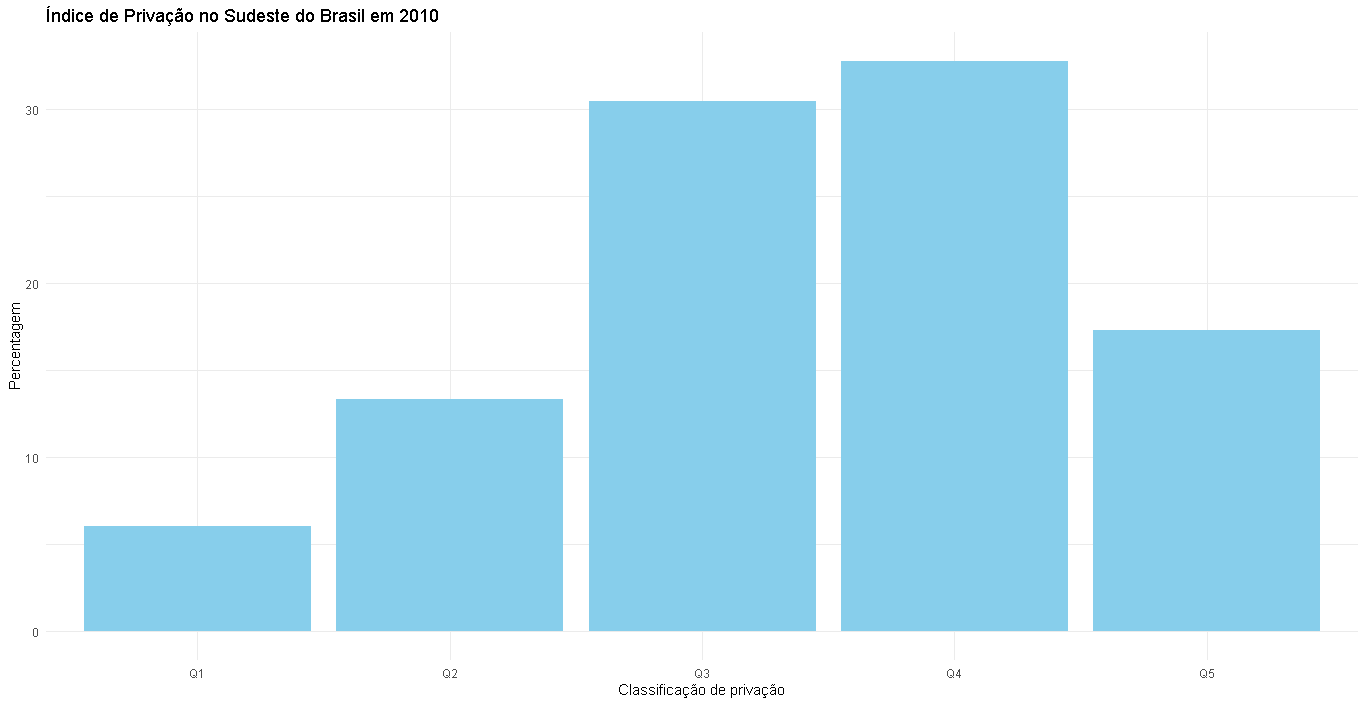 Índice de Privação no Sudeste do Brasil em 2010
Percentagem
30
20
10
0
Q1
Q2
Q3
Q4
Q5
Classificação de privação